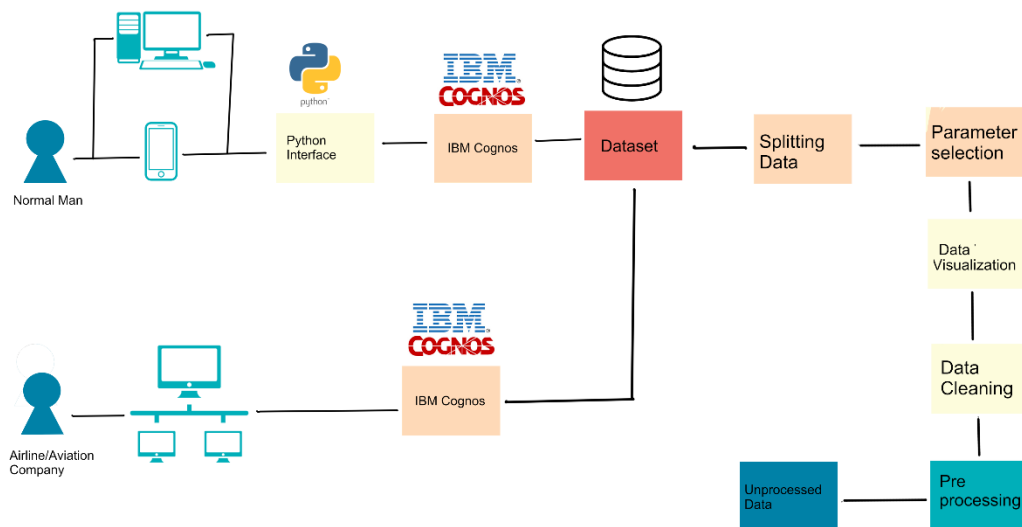 python
IBM
COGNOS
Python
Interface
IBM Cognos
Dataset
Splitting
Data
Parameter
selection
Normal Man
Data
Visualization
IBM
COGNOS
IBM Cognos
Data
Cleaning
Airline/Aviation
Company
Unprocessed
Data
Pre
processing